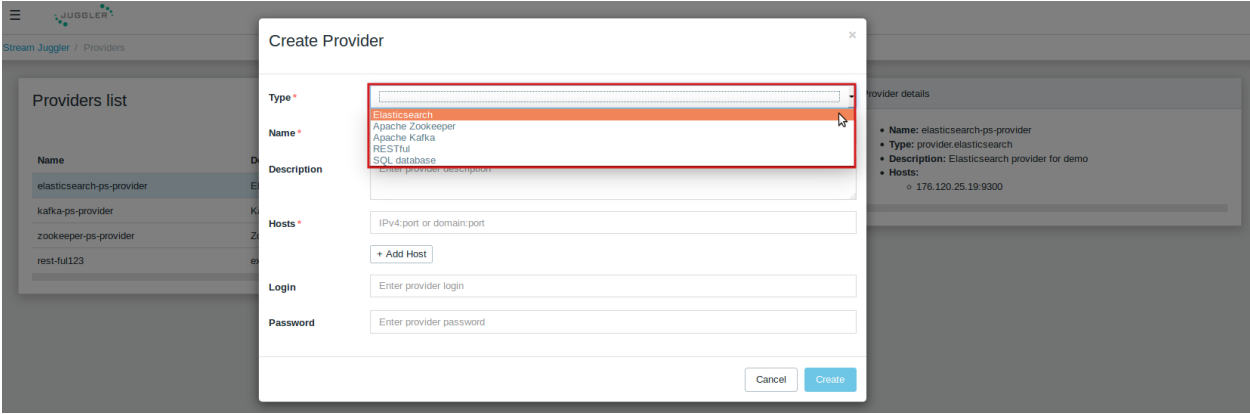 JUGGLER
Stream Juggler / Providers
Providers list
Name
elasticsearch-ps-provider
kafka-ps-provider
zookeeper-ps-provider
rest-ful123
Create Provider
×
Type *
Elasticsearch
Apache Zookeeper
Apache Kafka
RESTful
SQL database
Name *
Description
Enter provider description
Hosts *
IPv4:port or domain:port
+ Add Host
Login
Enter provider login
Password
Enter provider password
Cancel
Create
Provider details
Name: elasticsearch-ps-provider
Type: provider.elasticsearch
Description: Elasticsearch provider for demo
Hosts:
176.120.25.19:9300